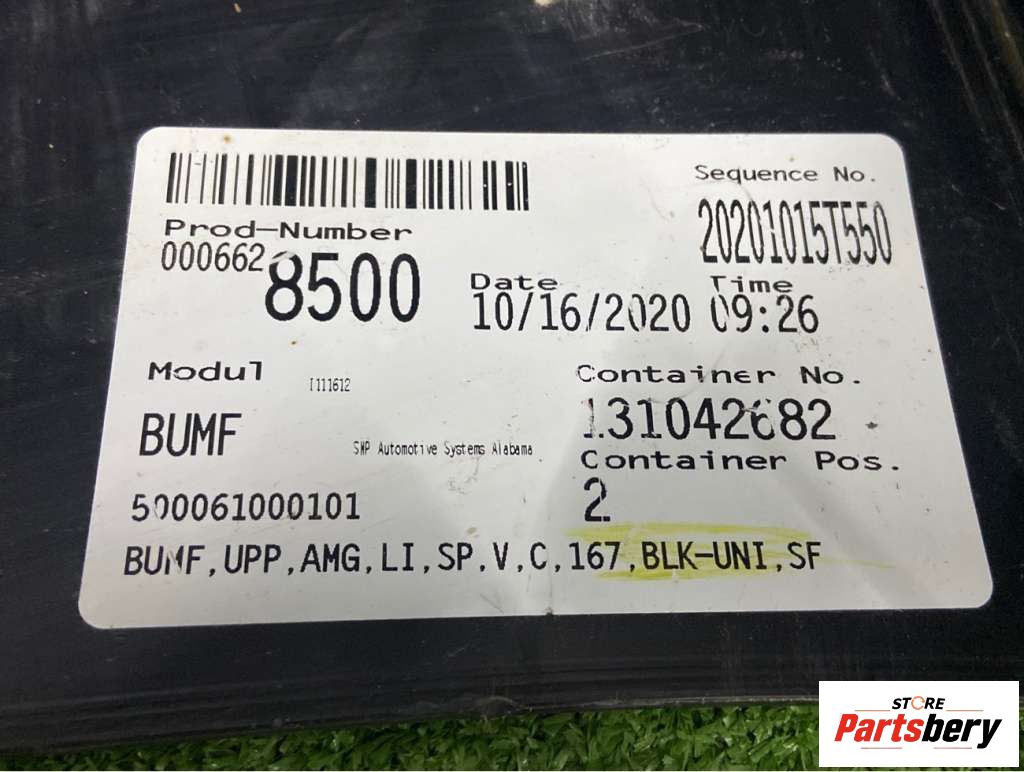 Sequence No.
20201015T550
Prod-Number
000662 8500
Date
10/16/2020
Time
09:26
Modul
I111612
Container No.
131042682
BUMF
SMP Automotive Systems Alabama
Container Pos.
2
500061000101
BUMF,UPP,AMG,LI,SP,V,C,167,BLK-UNI,SF
STORE
Partsbery